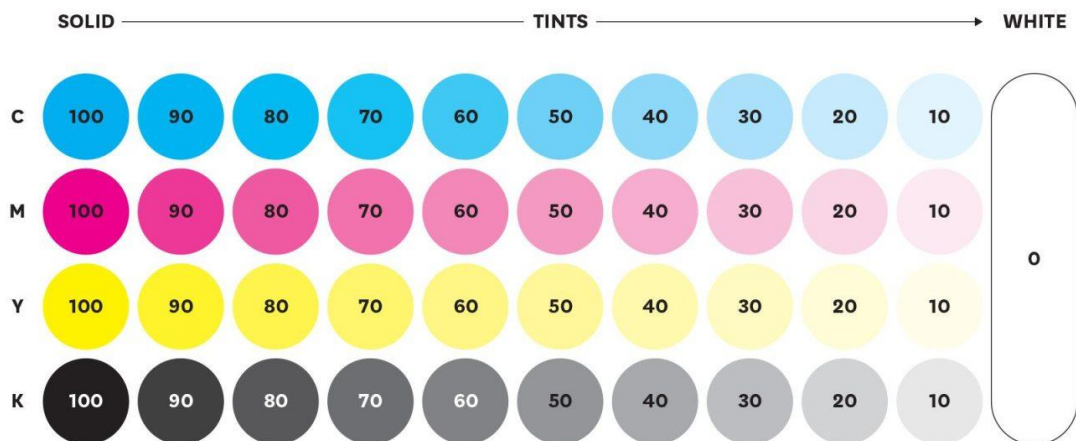 SOLID TINTS WHITE
C 100 90 80 70 60 50 40 30 20 10
M 100 90 80 70 60 50 40 30 20 10
0
Y 100 90 80 70 60 50 40 30 20 10
K 100 90 80 70 60 50 40 30 20 10